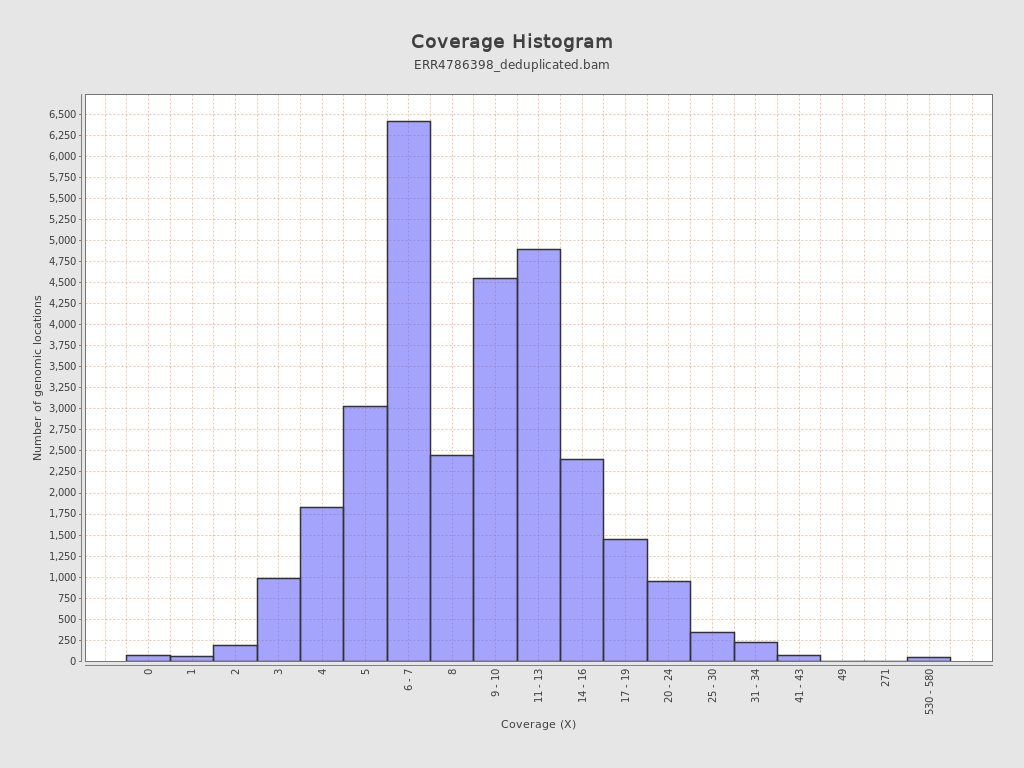 Coverage Histogram
ERR4786398_deduplicated.bam
Number of genomic locations
6,500
6,250
6,000
5,750
5,500
5,250
5,000
4,750
4,500
4,250
4,000
3,750
3,500
3,250
3,000
2,750
2,500
2,250
2,000
1,750
1,500
1,250
1,000
750
500
250
0
0
1
2
3
4
5
6 - 7
8
9 - 10
11 - 13
14 - 16
17 - 19
20 - 24
25 - 30
31 - 34
41 - 43
49
271
530 - 580
Coverage (X)